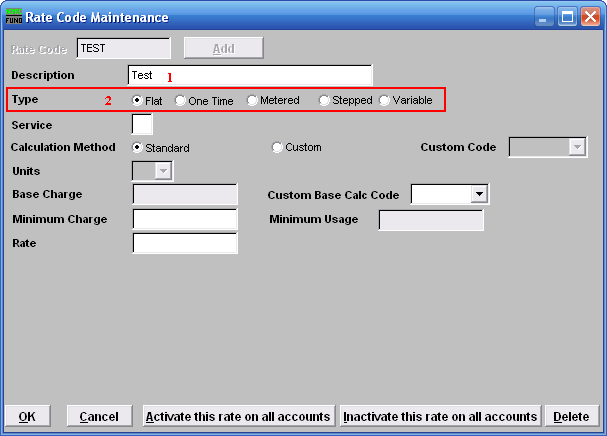 FUND Rate Code Maintenance
Rate Code TEST Add
Description Test 1
Type 2 Flat One Time Metered Stepped Variable
Service
Calculation Method Standard Custom Custom Code
Units
Base Charge Custom Base Calc Code
Minimum Charge Minimum Usage
Rate
OK Cancel Activate this rate on all accounts Inactivate this rate on all accounts Delete